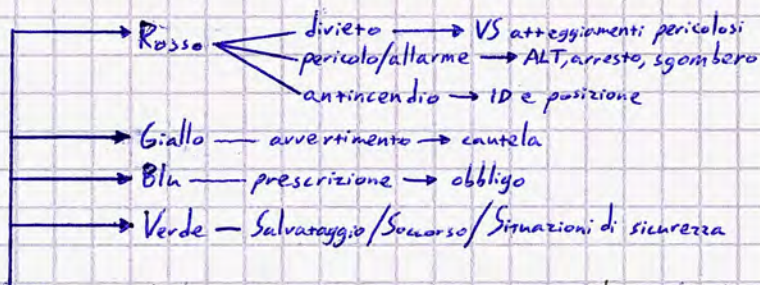 divieto → VS atteggiamenti pericolosi
Rosso pericolo/allarme → ALT, arresto, sgombero
antincendio → ID e posizione
Giallo — avvertimento → cautela
Blu — prescrizione → obbligo
Verde — Salvataggio/Soccorso/Situazioni di sicurezza